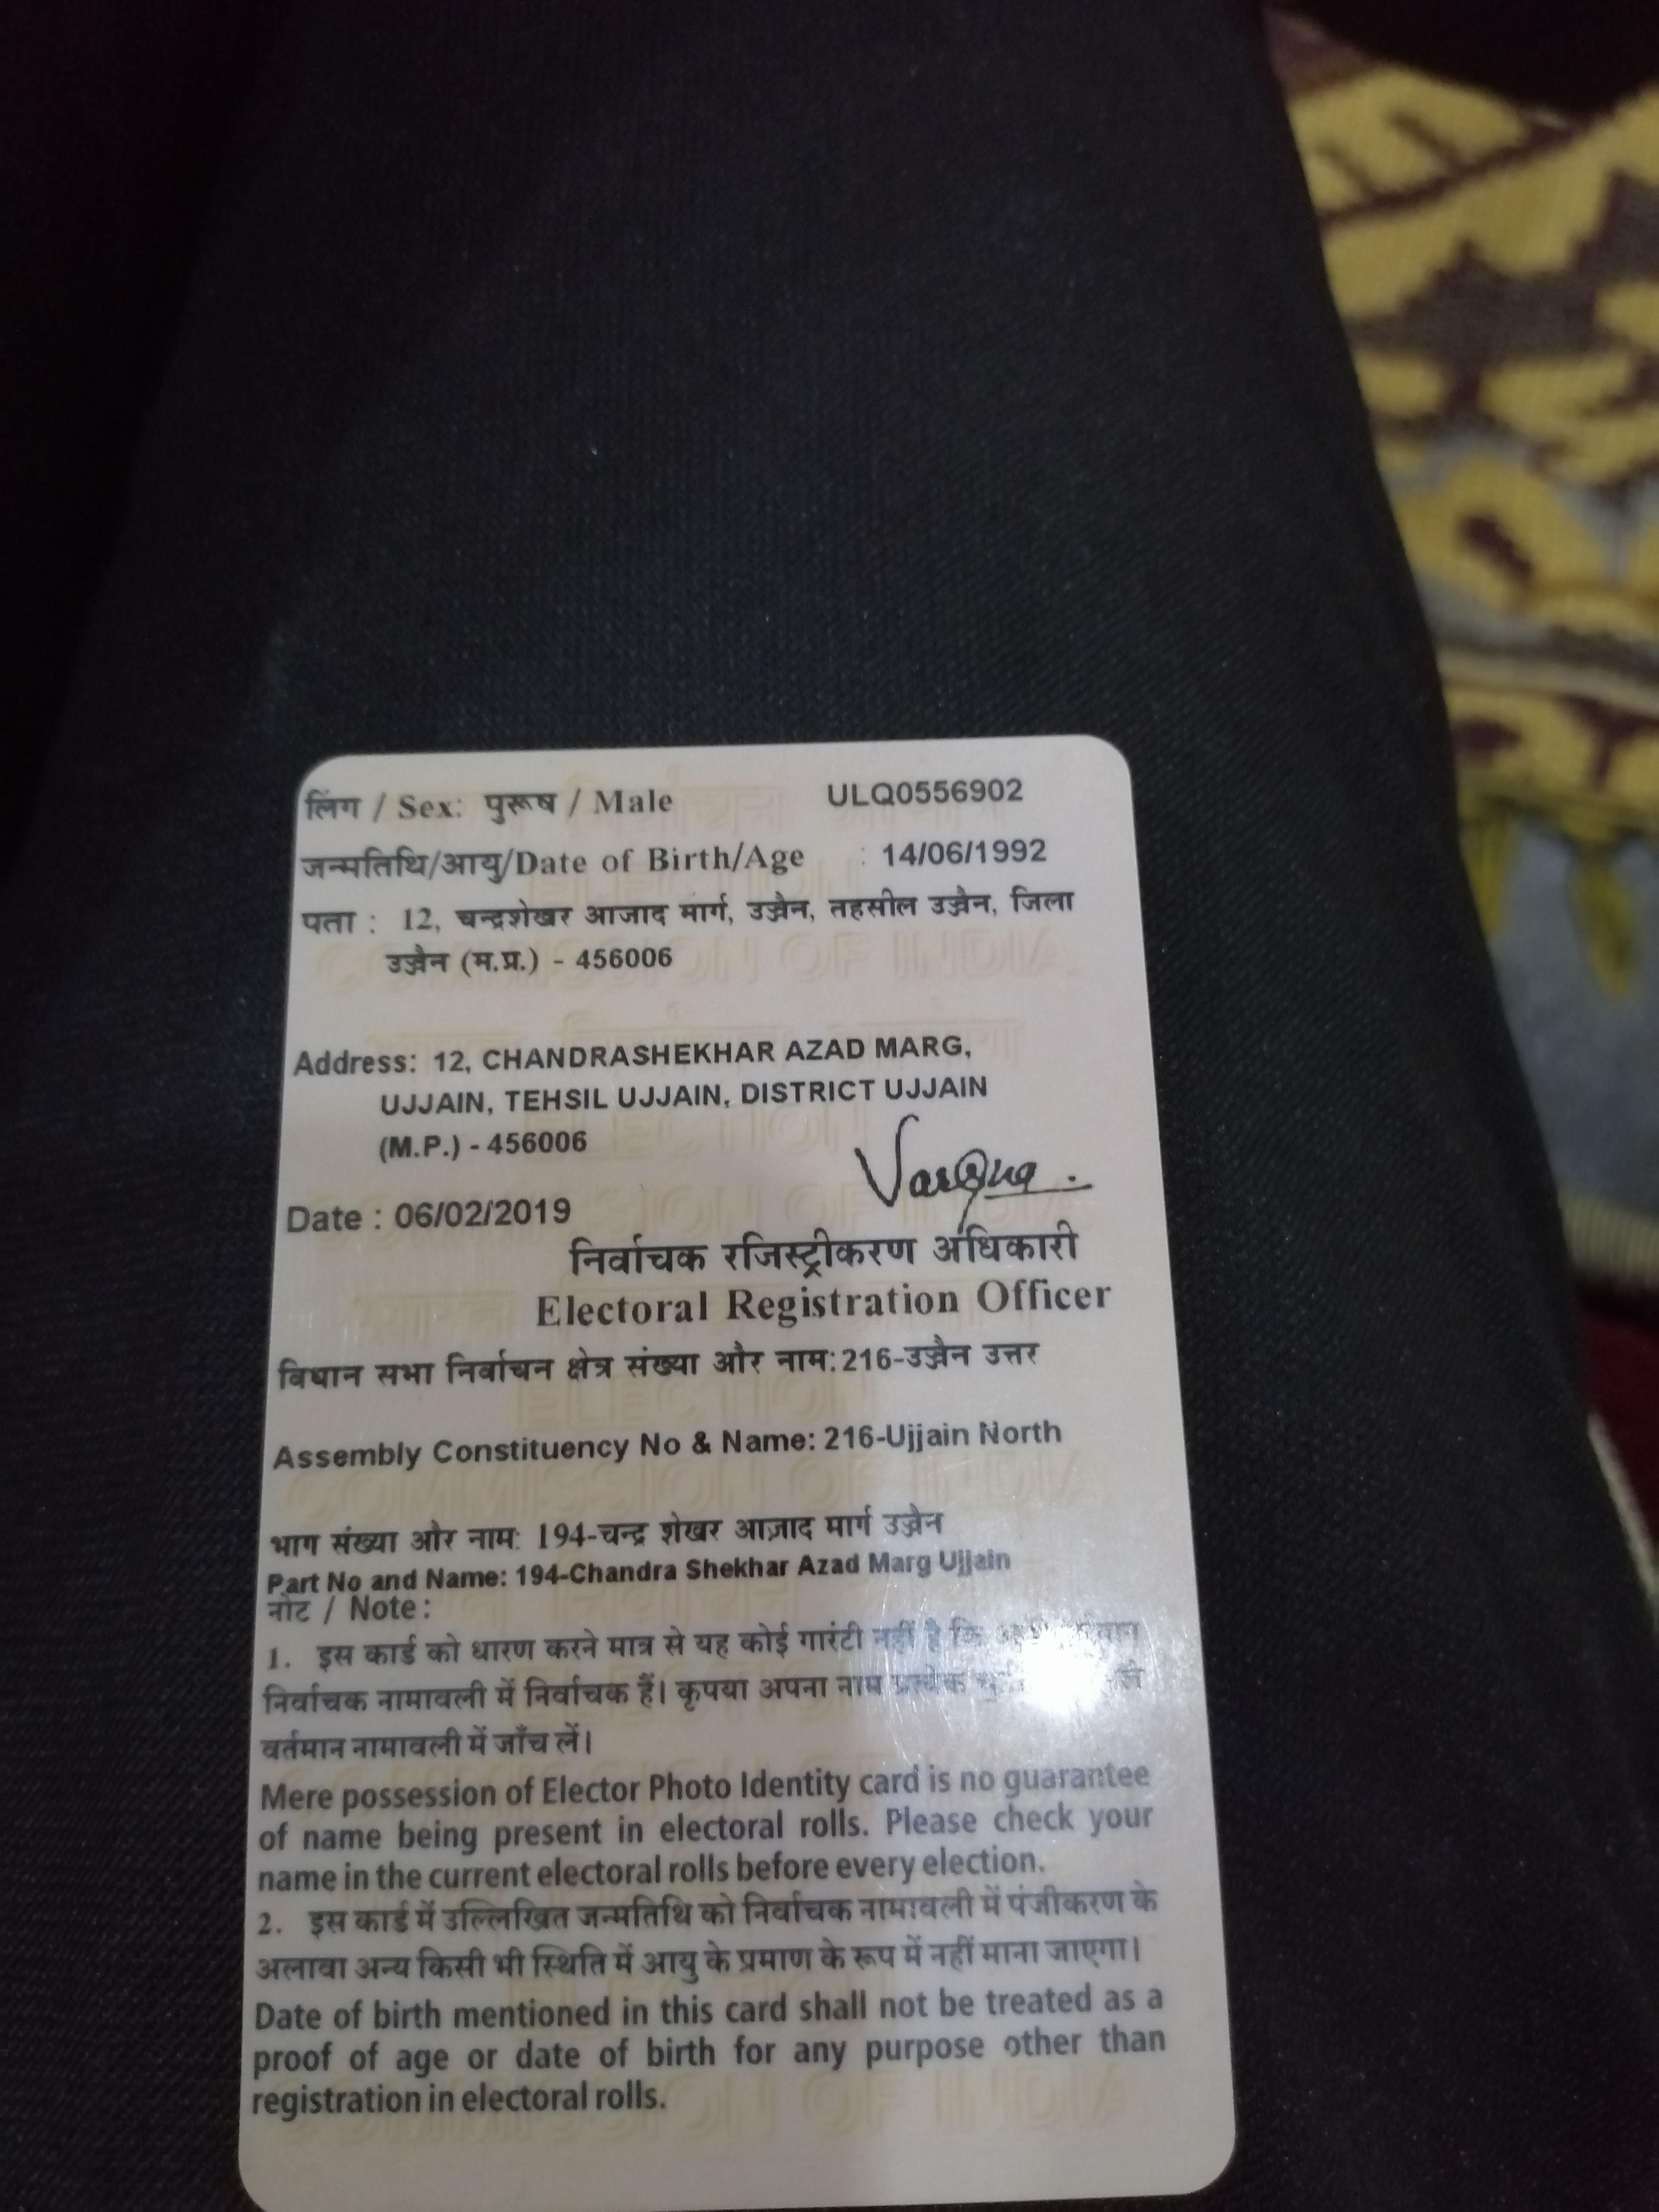 लिंग / Sex: पुरूष / Male ULQ0556902
जन्मतिथि/आयु/Date of Birth/Age : 14/06/1992
पता : 12, चन्द्रशेखर आजाद मार्ग, उज्जैन, तहसील उज्जैन, जिला
उज्जैन (म.प्र.) - 456006
Address: 12, CHANDRASHEKHAR AZAD MARG,
UJJAIN, TEHSIL UJJAIN, DISTRICT UJJAIN
(M.P.) - 456006
Date : 06/02/2019
निर्वाचक रजिस्ट्रीकरण अधिकारी
Electoral Registration Officer
विधान सभा निर्वाचन क्षेत्र संख्या और नाम: 216-उज्जैन उत्तर
Assembly Constituency No & Name: 216-Ujjain North
भाग संख्या और नाम: 194-चन्द्र शेखर आज़ाद मार्ग उज्जैन
Part No and Name: 194-Chandra Shekhar Azad Marg Ujjain
नोट / Note :
1. इस कार्ड को धारण करने मात्र से यह कोई गारंटी नहीं है कि
निर्वाचक नामावली में निर्वाचक हैं। कृपया अपना नाम प्रत्येक
वर्तमान नामावली में जाँच लें।
Mere possession of Elector Photo Identity card is no guarantee
of name being present in electoral rolls. Please check your
name in the current electoral rolls before every election.
2. इस कार्ड में उल्लिखित जन्मतिथि को निर्वाचक नामावली में पंजीकरण के
अलावा अन्य किसी भी स्थिति में आयु के प्रमाण के रूप में नहीं माना जाएगा।
Date of birth mentioned in this card shall not be treated as a
proof of age or date of birth for any purpose other than
registration in electoral rolls.